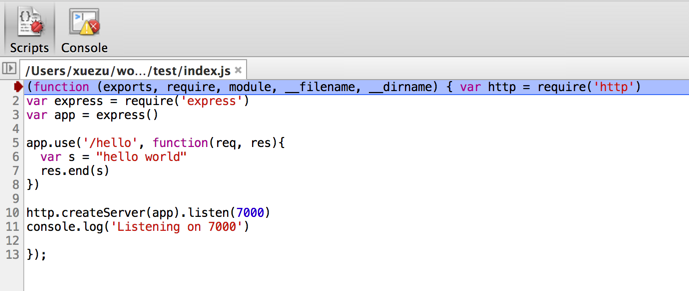 Scripts Console
/Users/xuezu/wo.../test/index.js ×
(function (exports, require, module, __filename, __dirname) { var http = require('http')
2 var express = require('express')
3 var app = express()
4
5 app.use('/hello', function(req, res){
6   var s = "hello world"
7   res.end(s)
8 })
9
10 http.createServer(app).listen(7000)
11 console.log('Listening on 7000')
12
13 });